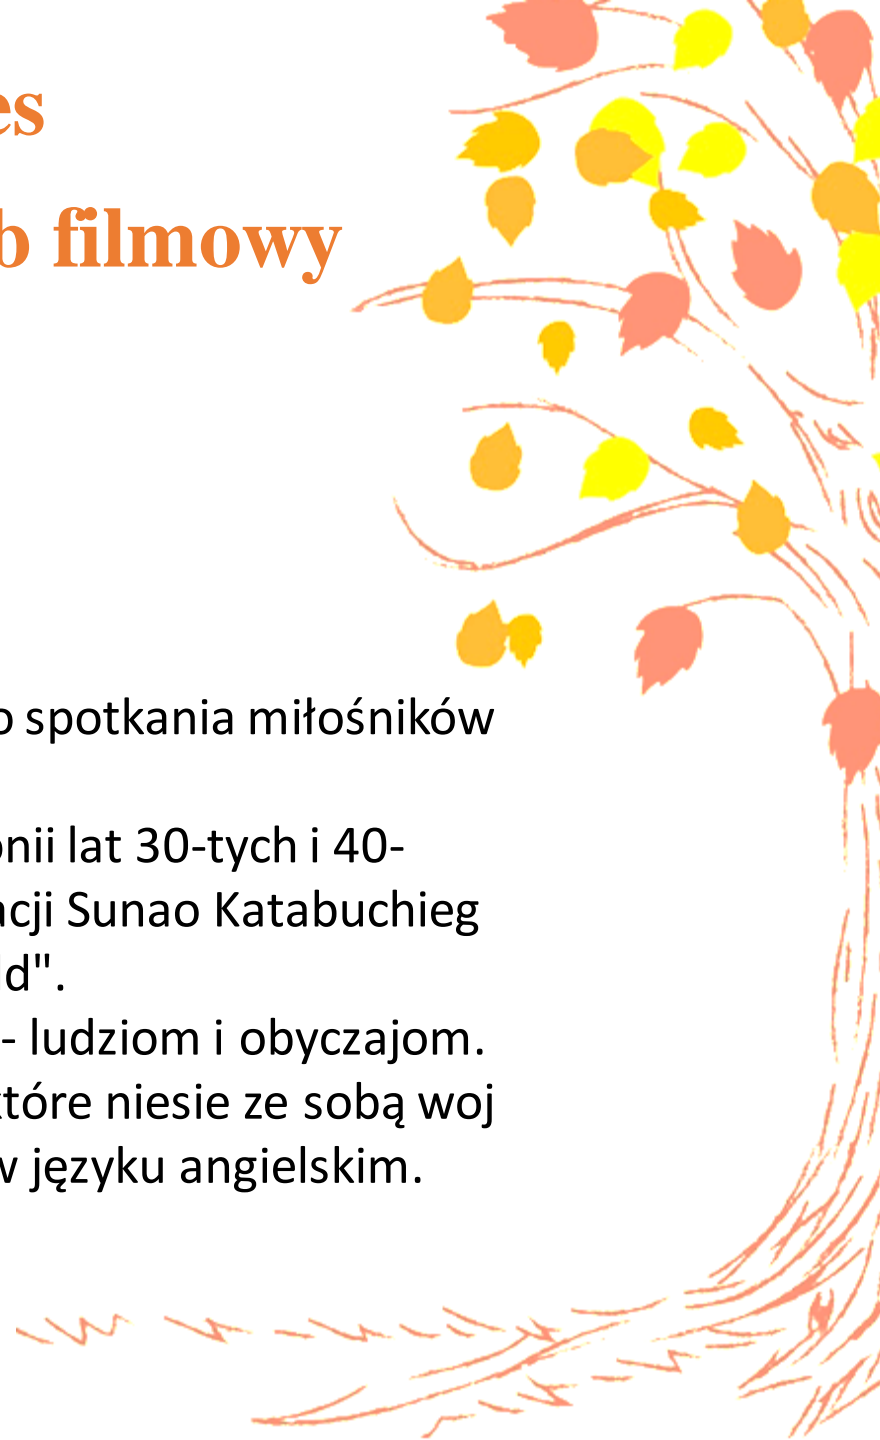 es
b filmowy
o spotkania miłośników
onii lat 30-tych i 40-
acji Sunao Katabuchieg
ld".
- ludziom i obyczajom.
które niesie ze sobą woj
w języku angielskim.